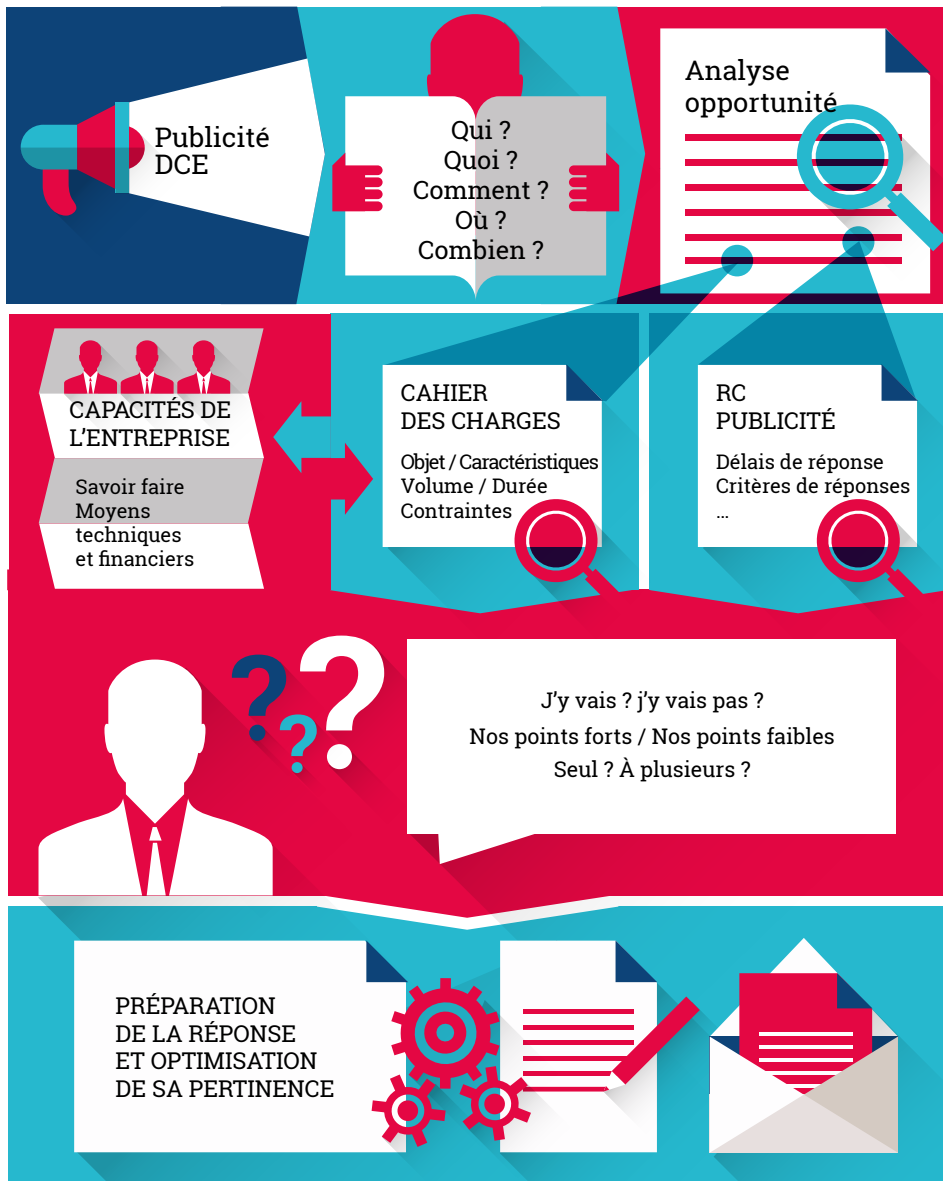 Publicité
DCE
Qui ?
Quoi ?
Comment ?
Où ?
Combien ?
Analyse
opportunité
CAPACITÉS DE
L'ENTREPRISE
Savoir faire
Moyens
techniques
et financiers
CAHIER
DES CHARGES
Objet / Caractéristiques
Volume / Durée
Contraintes
RC
PUBLICITÉ
Délais de réponse
Critères de réponses
...
? ? ?
J'y vais ? j'y vais pas ?
Nos points forts / Nos points faibles
Seul ? À plusieurs ?
PRÉPARATION
DE LA RÉPONSE
ET OPTIMISATION
DE SA PERTINENCE